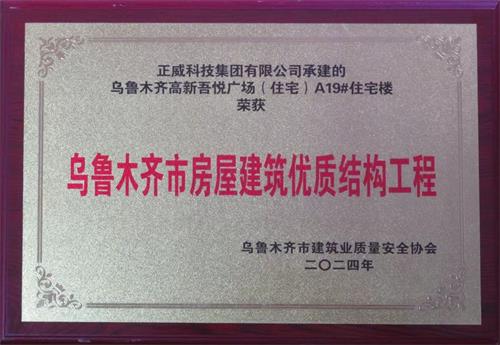 正威科技集团有限公司承建的
乌鲁木齐高新吾悦广场（住宅）A19#住宅楼
荣获
乌鲁木齐市房屋建筑优质结构工程
乌鲁木齐市建筑业质量安全协会
二〇二四年